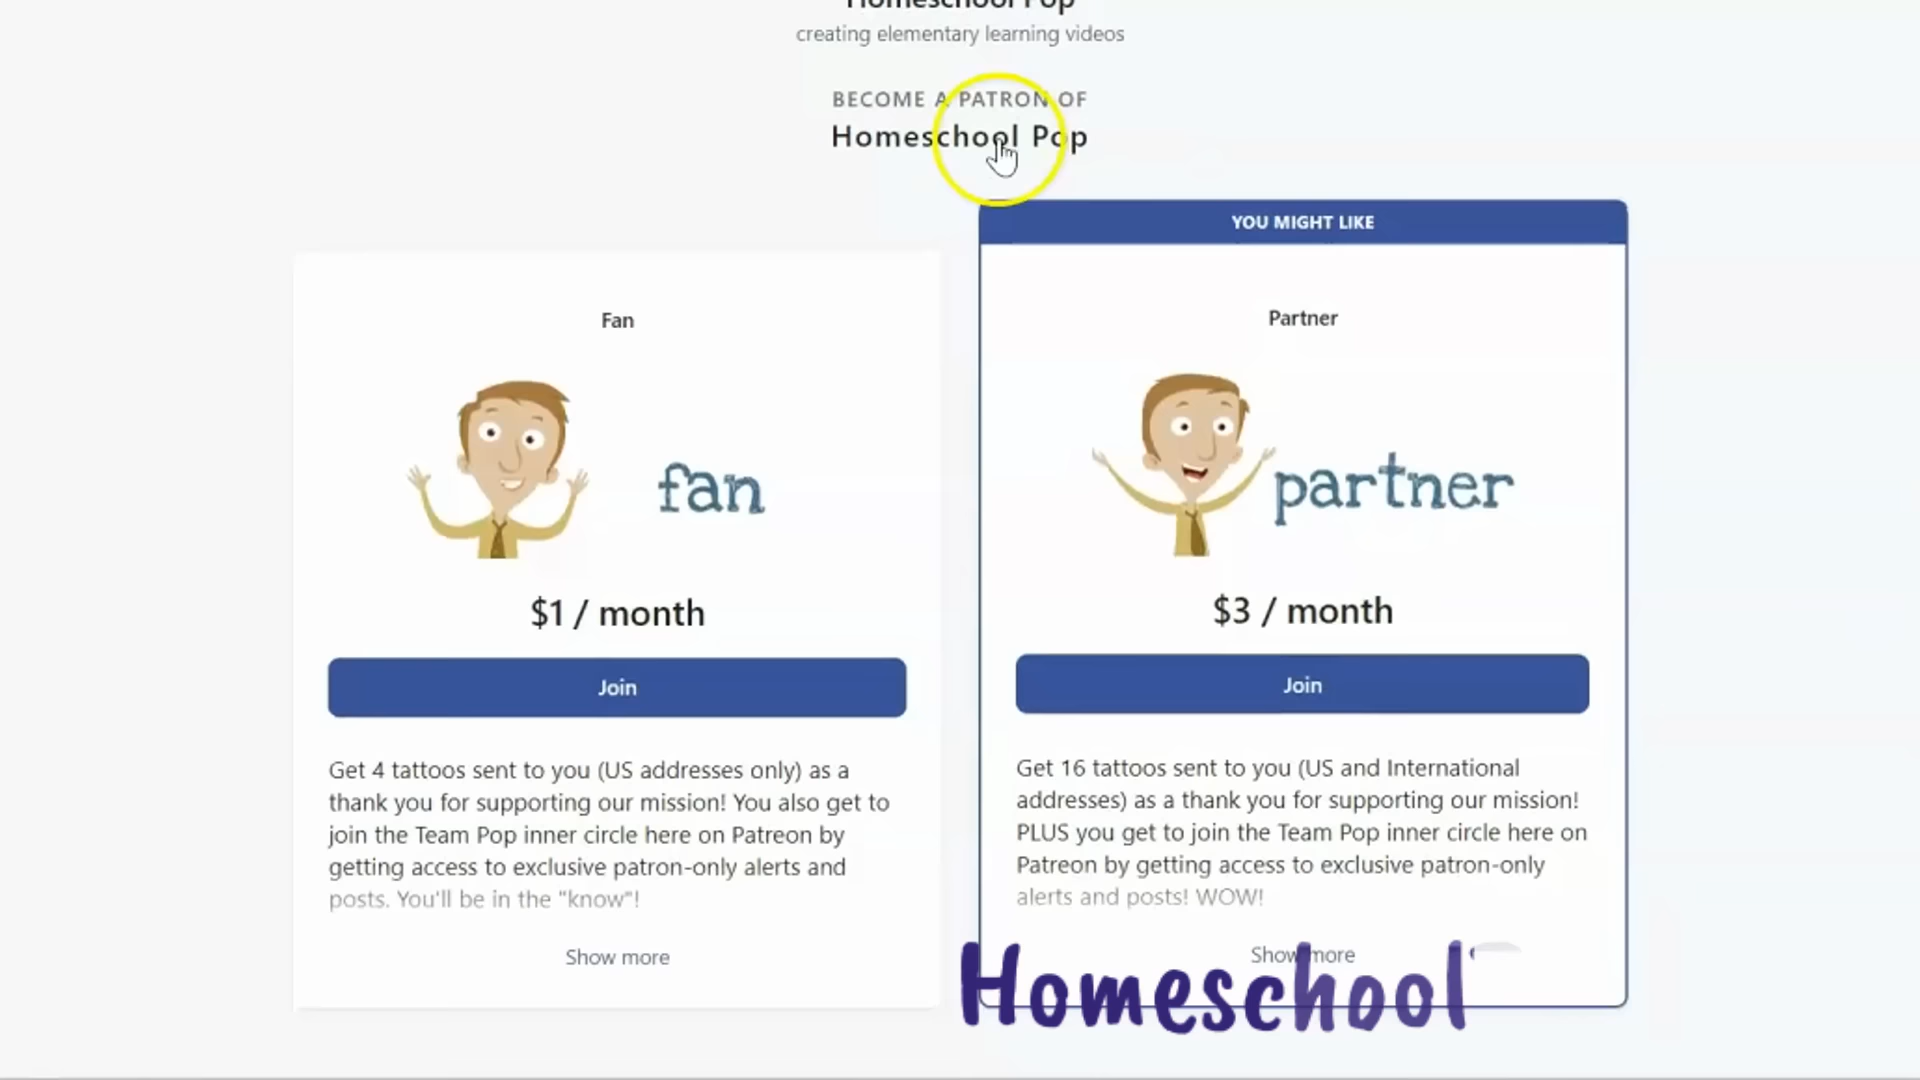 Homeschool Pop
creating elementary learning videos
BECOME A PATRON OF
Homeschool Pop
YOU MIGHT LIKE
Fan
fan
$1 / month
Join
Get 4 tattoos sent to you (US addresses only) as a
thank you for supporting our mission! You also get to
join the Team Pop inner circle here on Patreon by
getting access to exclusive patron-only alerts and
posts. You'll be in the "know"!
Show more
Partner
partner
$3 / month
Join
Get 16 tattoos sent to you (US and International
addresses) as a thank you for supporting our mission!
PLUS you get to join the Team Pop inner circle here on
Patreon by getting access to exclusive patron-only
alerts and posts! WOW!
Show more
Homeschool